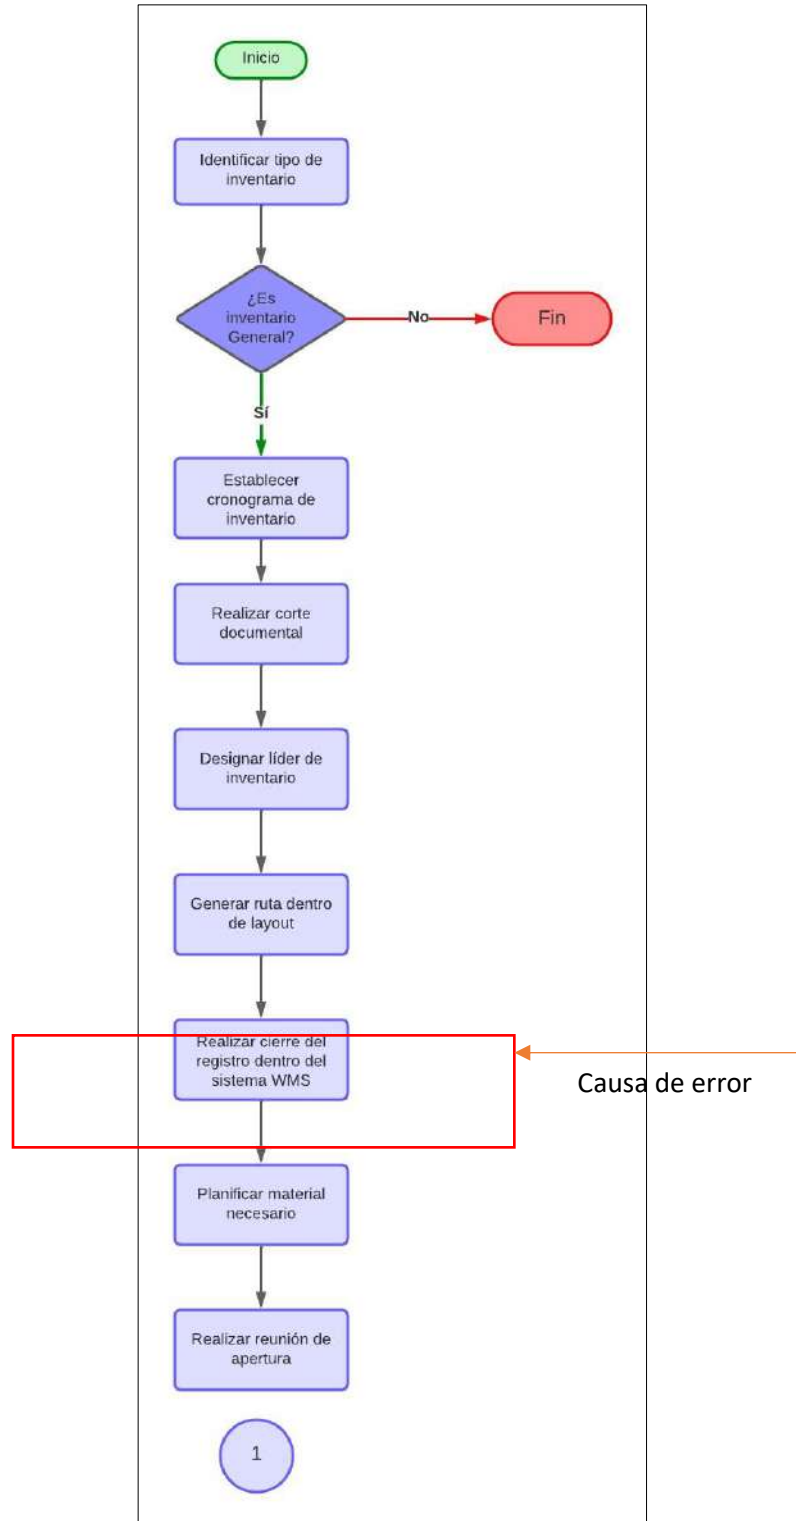 Inicio
Identificar tipo de
inventario
¿Es
inventario
General?
No
Fin
Sí
Establecer
cronograma de
inventario
Realizar corte
documental
Designar líder de
inventario
Generar ruta dentro
de layout
Realizar cierre del
registro dentro del
sistema WMS
Causa de error
Planificar material
necesario
Realizar reunión de
apertura
1